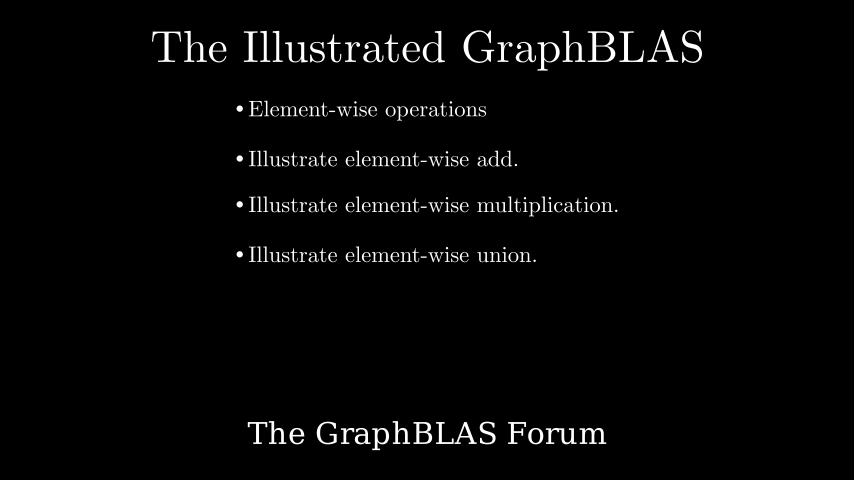 The Illustrated GraphBLAS
• Element-wise operations
• Illustrate element-wise add.
• Illustrate element-wise multiplication.
• Illustrate element-wise union.
The GraphBLAS Forum